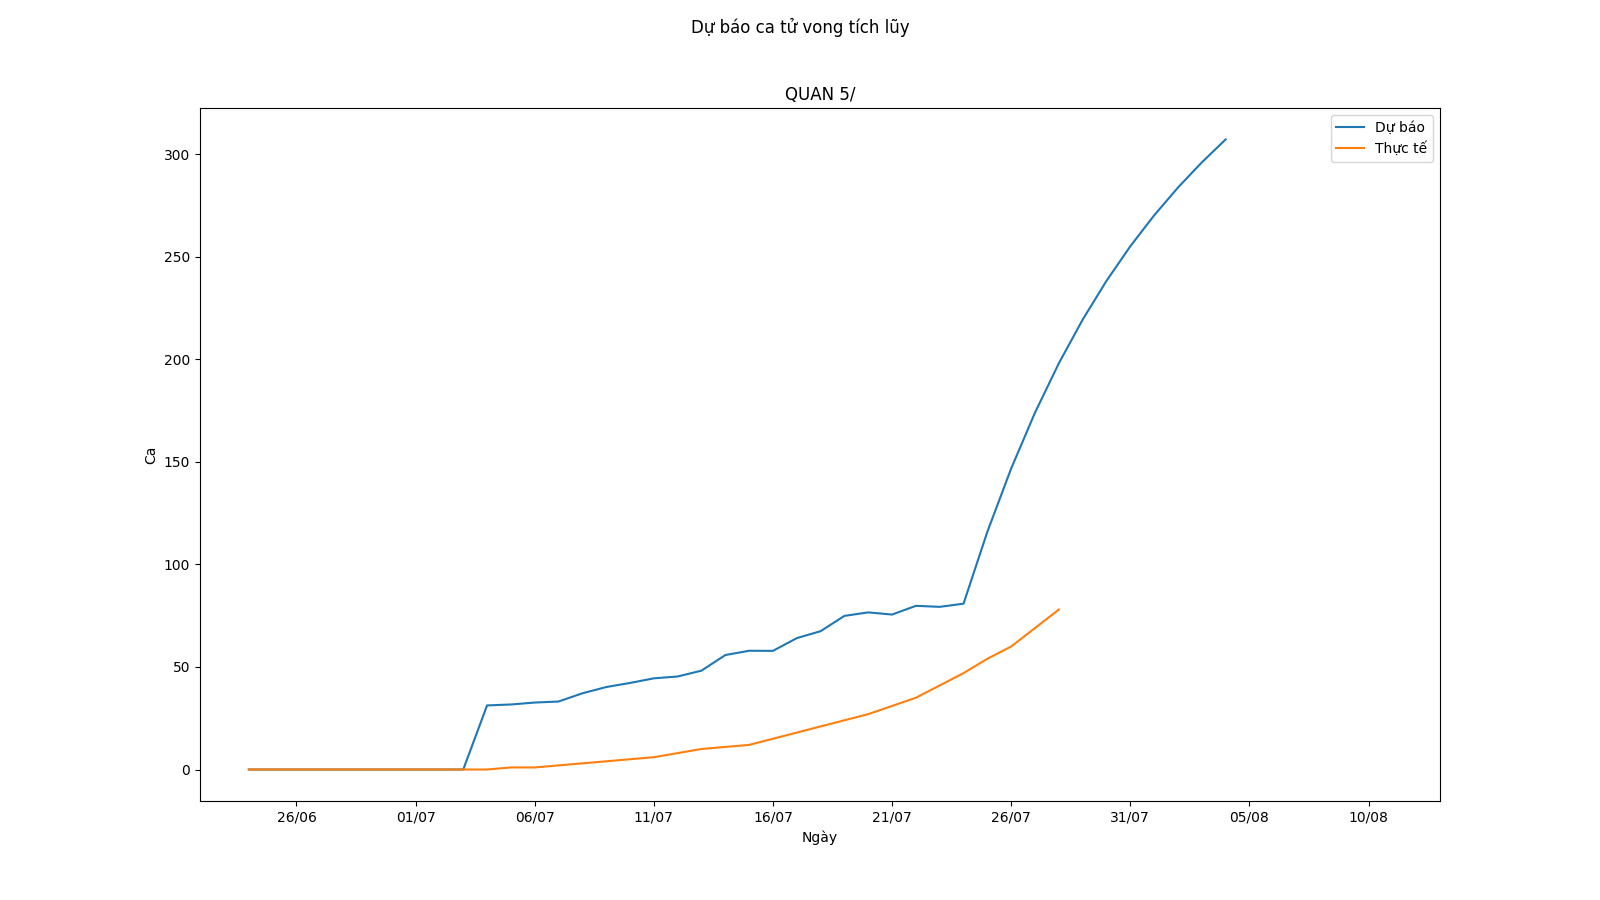 Dự báo ca tử vong tích lũy
QUAN 5/
Dự báo
Thực tế
300
250
200
150
100
50
0
Ca
26/06
01/07
06/07
11/07
16/07
21/07
26/07
31/07
05/08
10/08
Ngày